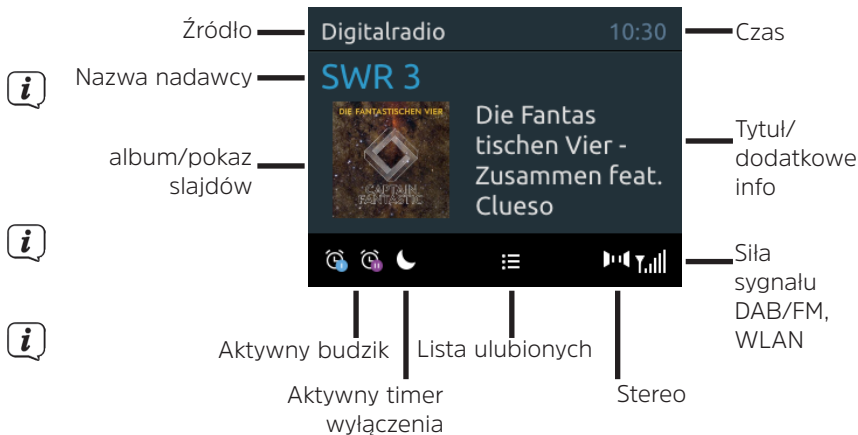 Źródło
Digitalradio 10:30
Czas
i
Nazwa nadawcy
SWR 3
DIE FANTASTISCHEN VIER
CAPTAIN
FANTASTIC
album/pokaz
slajdów
Die Fantas
tischen Vier -
Zusammen feat.
Clueso
Tytuł/
dodatkowe
info
i
Siła
sygnału
DAB/FM,
WLAN
i
Aktywny budzik
Lista ulubionych
Aktywny timer
wyłączenia
Stereo